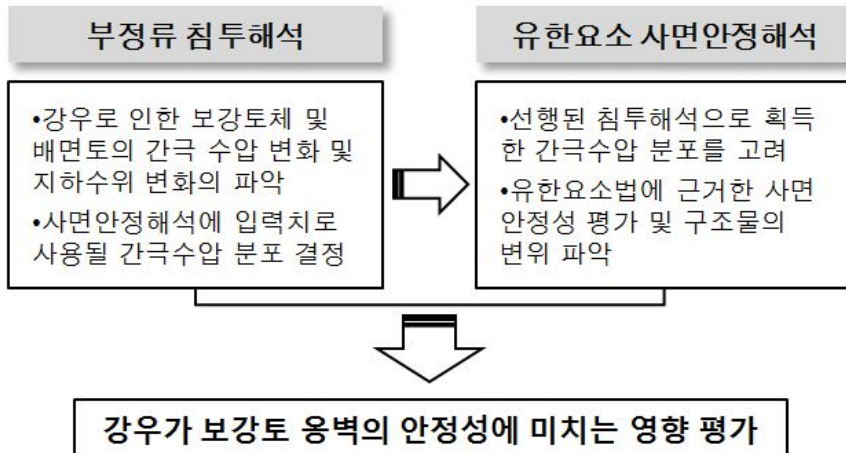 부정류 침투해석
•강우로 인한 보강토체 및
배면토의 간극 수압 변화 및
지하수위 변화의 파악
•사면안정해석에 입력치로
사용될 간극수압 분포 결정
유한요소 사면안정해석
•선행된 침투해석으로 획득
한 간극수압 분포를 고려
•유한요소법에 근거한 사면
안정성 평가 및 구조물의
변위 파악
강우가 보강토 옹벽의 안정성에 미치는 영향 평가